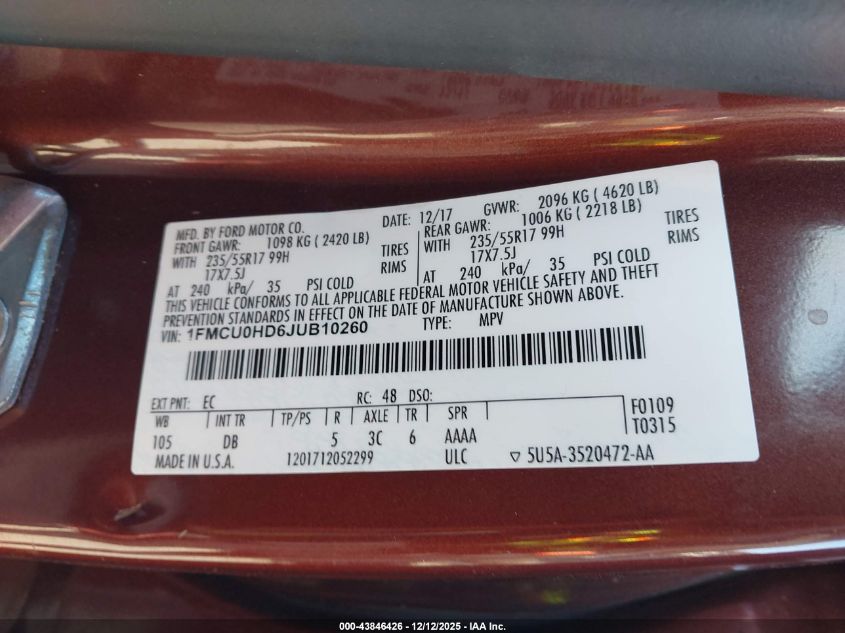 MFD. BY FORD MOTOR CO. DATE: 12/17 GVWR: 2096 KG ( 4620 LB)
FRONT GAWR: 1098 KG ( 2420 LB) REAR GAWR: 1006 KG ( 2218 LB)
WITH 235/55R17 99H TIRES WITH 235/55R17 99H TIRES
17X7.5J RIMS 17X7.5J RIMS
AT 240 kPa/ 35 PSI COLD AT 240 kPa/ 35 PSI COLD
THIS VEHICLE CONFORMS TO ALL APPLICABLE FEDERAL MOTOR VEHICLE SAFETY AND THEFT
PREVENTION STANDARDS IN EFFECT ON THE DATE OF MANUFACTURE SHOWN ABOVE.
VIN: 1FMCU0HD6JUB10260 TYPE: MPV
EXT PNT: EC RC: 48 DSO:
WB INT TR TP/PS R AXLE TR SPR F0109
105 DB 5 3C 6 AAAA T0315
MADE IN U.S.A. 1201712052299 ULC ▽ 5U5A-3520472-AA
000-43846426 - 12/12/2025 - IAA Inc.